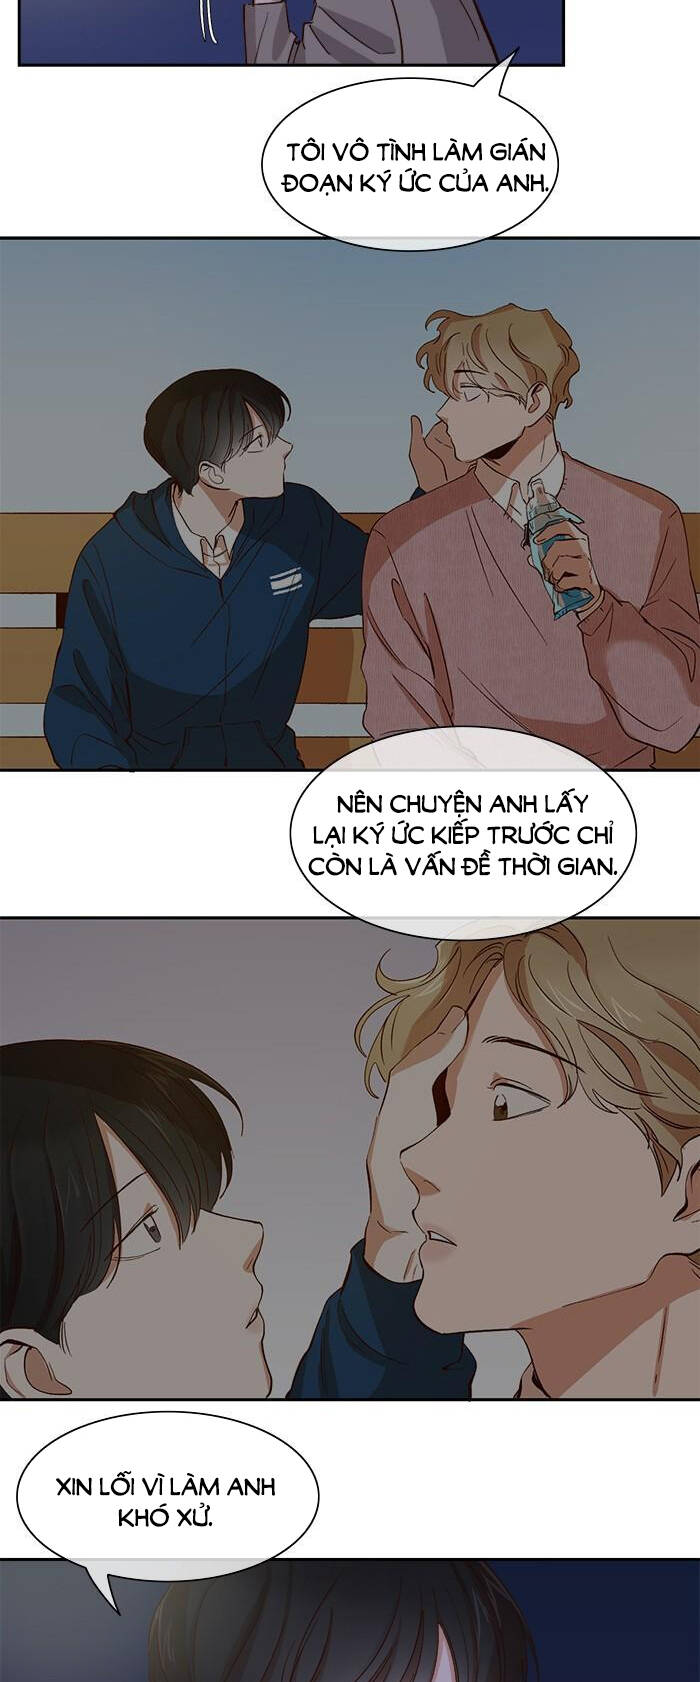 TÔI VÔ TÌNH LÀM GIÁN
ĐOẠN KÝ ỨC CỦA ANH.
NÊN CHUYỆN ANH LẤY
LẠI KÝ ỨC KIẾP TRƯỚC CHỈ
CÒN LÀ VẤN ĐỀ THỜI GIAN.
XIN LỖI VÌ LÀM ANH
KHÓ XỬ.